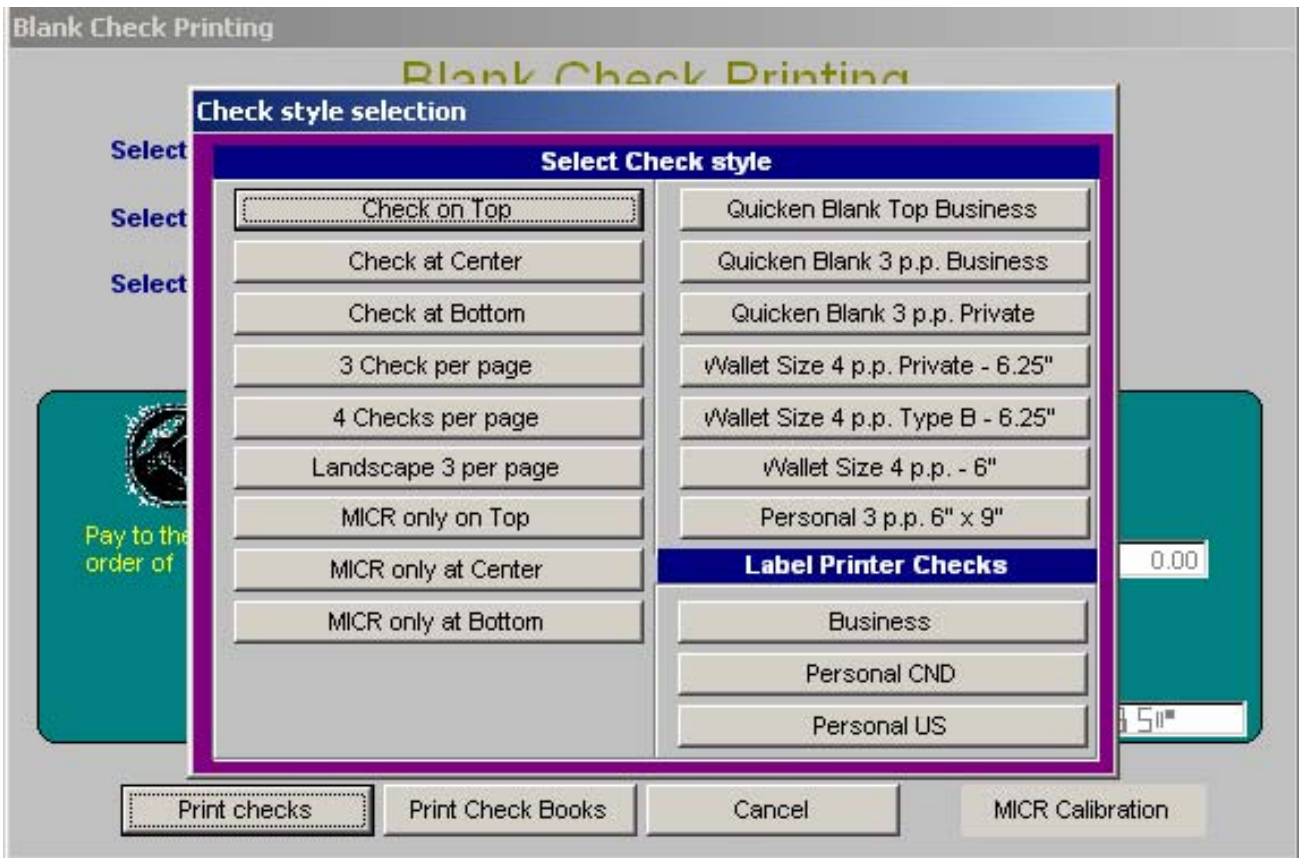 Blank Check Printing
Blank Check Printing
Check style selection
Select
Select
Select
Select Check style
Check on Top
Check at Center
Check at Bottom
3 Check per page
4 Checks per page
Landscape 3 per page
MICR only on Top
MICR only at Center
MICR only at Bottom
Quicken Blank Top Business
Quicken Blank 3 p.p. Business
Quicken Blank 3 p.p. Private
Wallet Size 4 p.p. Private - 6.25"
Wallet Size 4 p.p. Type B - 6.25"
Wallet Size 4 p.p. - 6"
Personal 3 p.p. 6" x 9"
Label Printer Checks
Business
Personal CND
Personal US
Pay to the
order of
0.00
Print checks
Print Check Books
Cancel
MICR Calibration